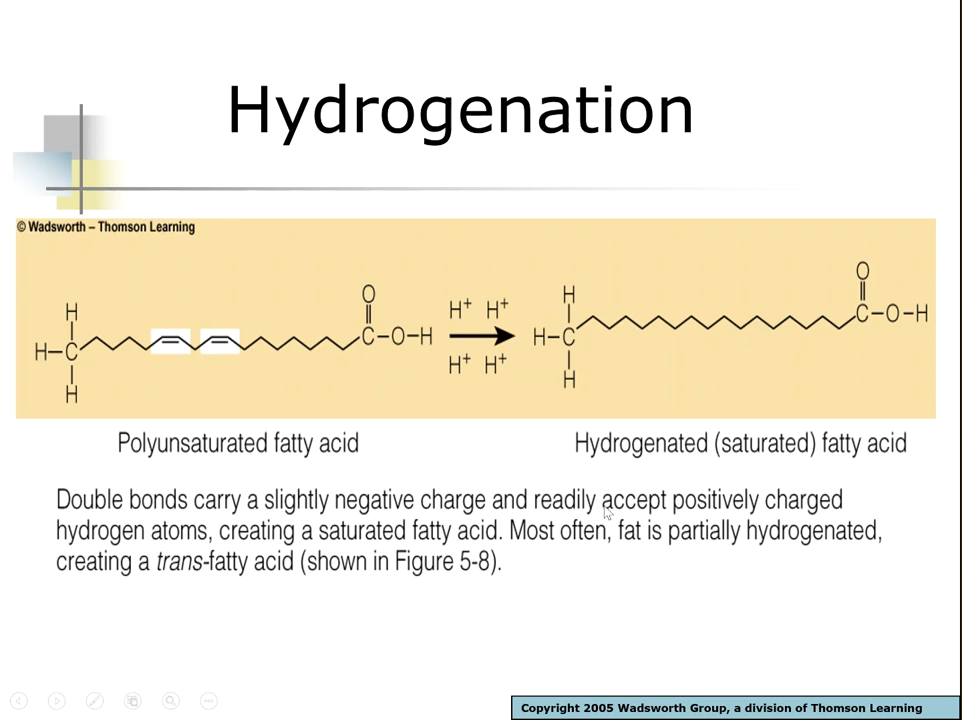 Hydrogenation
© Wadsworth – Thomson Learning
H
O
H–C
C–O–H
H
H⁺ H⁺
H⁺ H⁺
H
O
H–C
C–O–H
H
Polyunsaturated fatty acid
Hydrogenated (saturated) fatty acid
Double bonds carry a slightly negative charge and readily accept positively charged
hydrogen atoms, creating a saturated fatty acid. Most often, fat is partially hydrogenated,
creating a trans-fatty acid (shown in Figure 5-8).
Copyright 2005 Wadsworth Group, a division of Thomson Learning